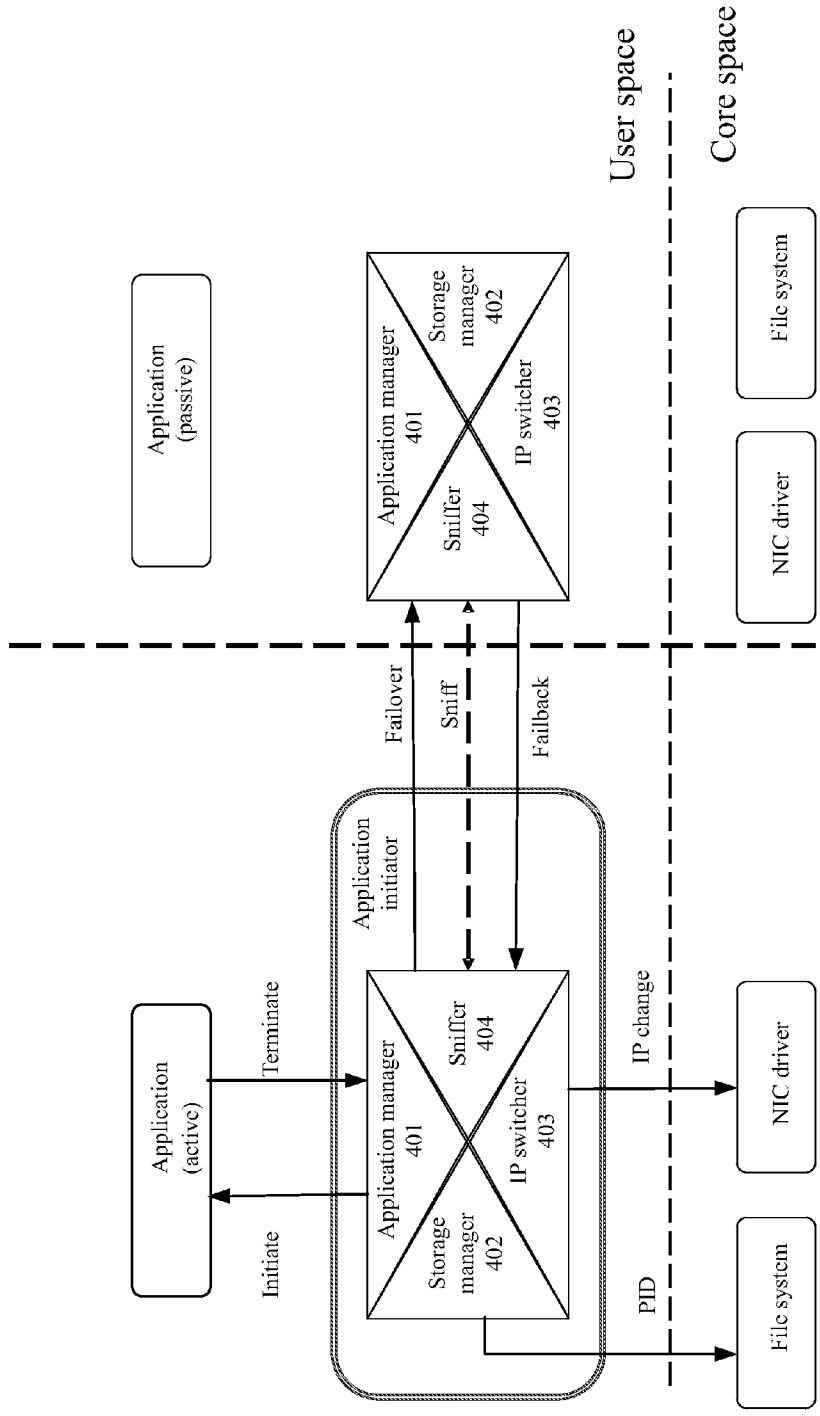 Application
(active)
Application
(passive)
Initiate
Terminate
Application
initiator
Application manager
401
Storage
manager
402
Sniffer
404
IP switcher
403
Failover
Sniff
Failback
Application manager
401
Sniffer
404
Storage
manager
402
IP switcher
403
PID
IP change
User space
Core space
File system
NIC driver
NIC driver
File system